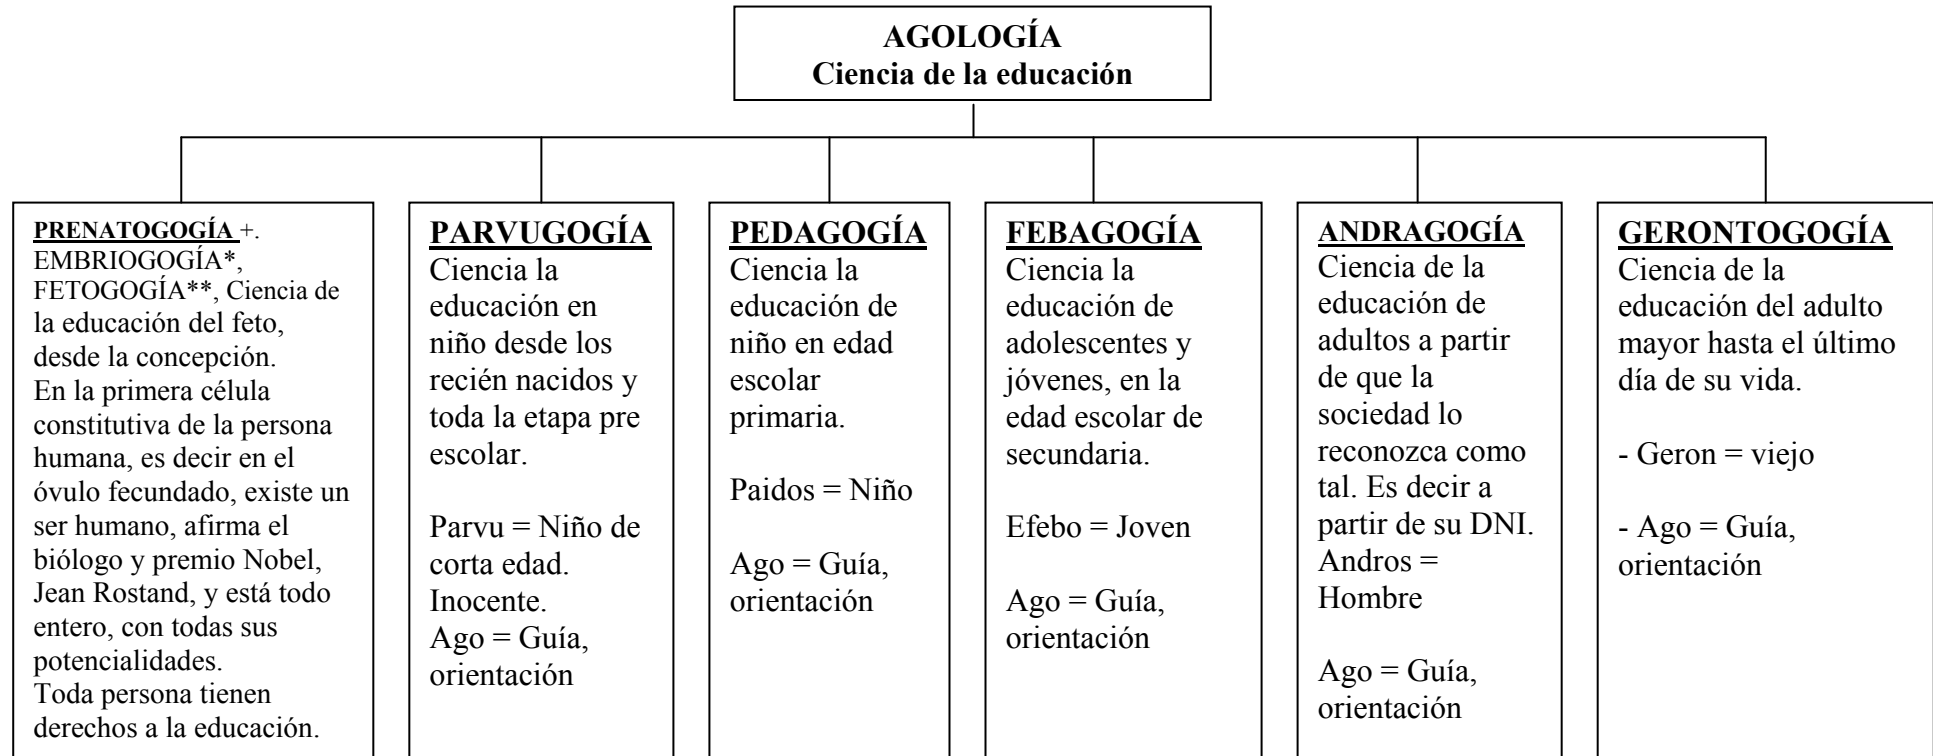 AGOLOGÍA
Ciencia de la educación
PRENATOGOGÍA +.
EMBRIOGOGÍA*,
FETOGOGÍA**, Ciencia de
la educación del feto,
desde la concepción.
En la primera célula
constitutiva de la persona
humana, es decir en el
óvulo fecundado, existe un
ser humano, afirma el
biólogo y premio Nobel,
Jean Rostand, y está todo
entero, con todas sus
potencialidades.
Toda persona tienen
derechos a la educación.
PARVUGOGÍA
Ciencia la
educación en
niño desde los
recién nacidos y
toda la etapa pre
escolar.
Parvu = Niño de
corta edad.
Inocente.
Ago = Guía,
orientación
PEDAGOGÍA
Ciencia la
educación de
niño en edad
escolar
primaria.
Paidos = Niño
Ago = Guía,
orientación
FEBAGOGÍA
Ciencia la
educación de
adolescentes y
jóvenes, en la
edad escolar de
secundaria.
Efebo = Joven
Ago = Guía,
orientación
ANDRAGOGÍA
Ciencia de la
educación de
adultos a partir
de que la
sociedad lo
reconozca como
tal. Es decir a
partir de su DNI.
Andros =
Hombre
Ago = Guía,
orientación
GERONTOGOGÍA
Ciencia de la
educación del adulto
mayor hasta el último
día de su vida.
- Geron = viejo
- Ago = Guía,
orientación